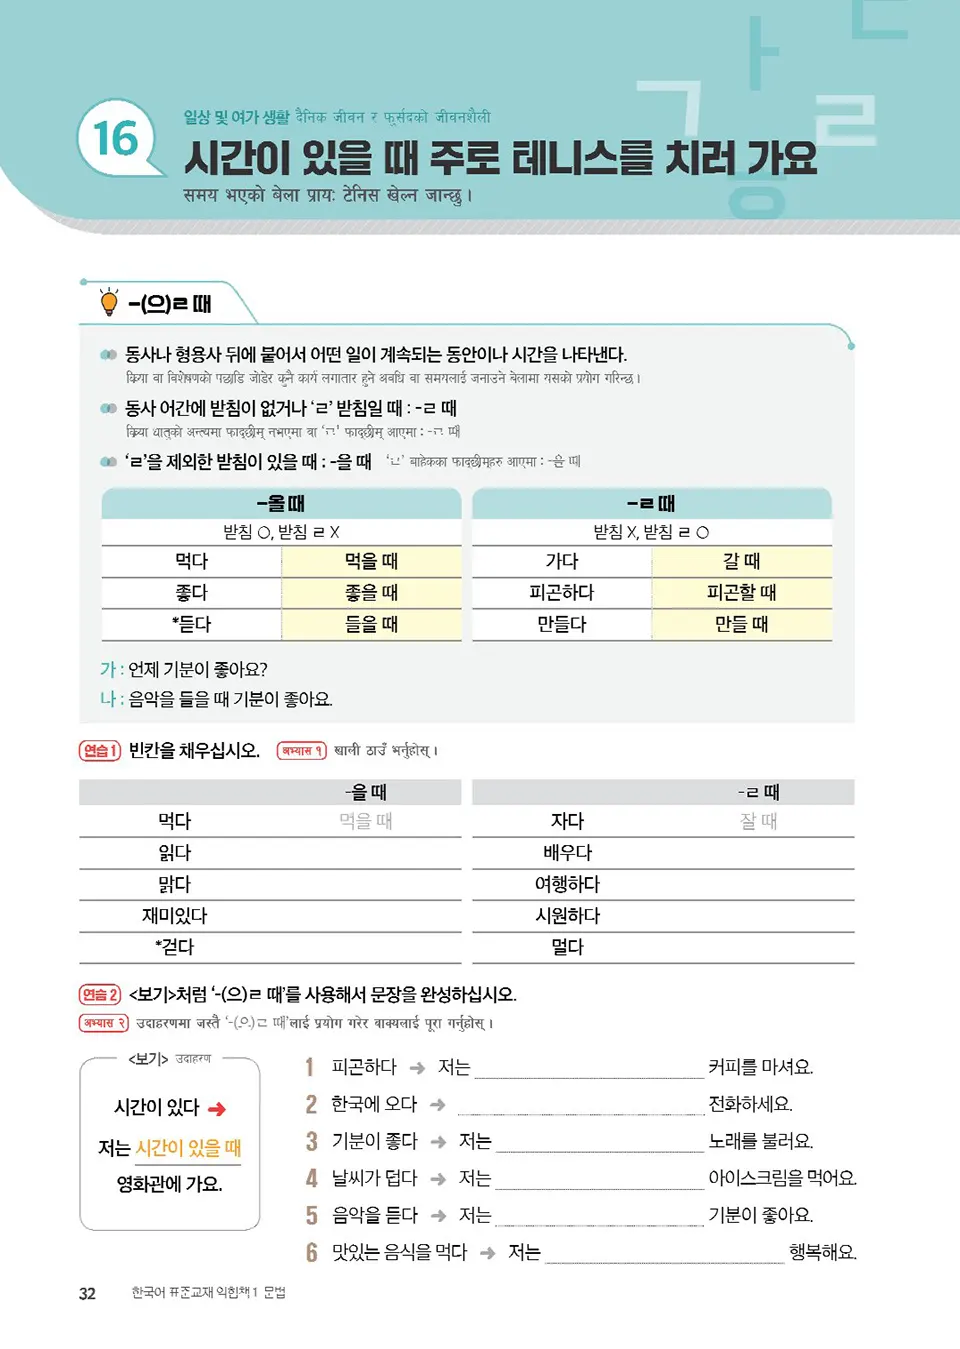 16
일상 및 여가 생활 दैनिक जीवन र फुर्सदको जीवनशैली
시간이 있을 때 주로 테니스를 치러 가요
समय भएको बेला प्रायः टेनिस खेल्न जान्छु।
ㄱㅏㄴㄹㅎ
-(으)ㄹ 때
동사나 형용사 뒤에 붙어서 어떤 일이 계속되는 동안이나 시간을 나타낸다.
क्रिया वा विशेषणको पछाडि जोडेर कुनै कार्य लगातार हुने अवधि वा समयलाई जनाउने बेलामा यसको प्रयोग गरिन्छ।
동사 어간에 받침이 없거나 ‘ㄹ’ 받침일 때 : -ㄹ 때
क्रिया धातुको अन्त्यमा फाट्छीम् नभएमा वा ‘ㄹ' फाट्छीम् आएमा : -ㄹ 때
‘ㄹ’을 제외한 받침이 있을 때 : -을 때 ‘ㄹ’ बाहेकका फाट्छीमहरु आएमा : -을 때
-올 때 -ㄹ 때
받침 O, 받침 ㄹ X 받침 X, 받침 ㄹ O
먹다 먹을 때 가다 갈 때
좋다 좋을 때 피곤하다 피곤할 때
*듣다 들을 때 만들다 만들 때
가 : 언제 기분이 좋아요?
나 : 음악을 들을 때 기분이 좋아요.
연습 1 빈칸을 채우십시오. अभ्यास १ खाली ठाउँ भर्नुहोस्।
-을 때 -ㄹ 때
먹다 먹을 때 자다 잘 때
읽다 배우다
맑다 여행하다
재미있다 시원하다
*걷다 멀다
연습 2 <보기>처럼 ‘-(으)ㄹ 때’를 사용해서 문장을 완성하십시오.
अभ्यास २ उदाहरणमा जस्तै ‘-(으)ㄹ 때’लाई प्रयोग गरेर वाक्यलाई पूरा गर्नुहोस्।
<보기> उदाहरण
시간이 있다 ➔
저는 시간이 있을 때
영화관에 가요.
1 피곤하다 ➔ 저는 ____ 커피를 마셔요.
2 한국에 오다 ➔ ____ 전화하세요.
3 기분이 좋다 ➔ 저는 ____ 노래를 불러요.
4 날씨가 덥다 ➔ 저는 ____ 아이스크림을 먹어요.
5 음악을 듣다 ➔ 저는 ____ 기분이 좋아요.
6 맛있는 음식을 먹다 ➔ 저는 ____ 행복해요.
32 한국어 표준교재 익힘책 1 문법